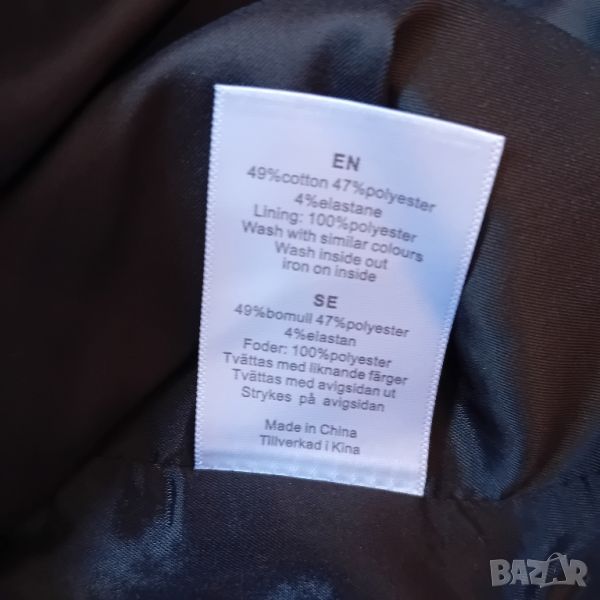 EN
49%cotton 47%polyester
4%elastane
Lining: 100%polyester
Wash with similar colours
Wash inside out
iron on inside
SE
49%bomull 47%polyester
4%elastan
Foder: 100%polyester
Tvättas med liknande färger
Tvättas med avigsidan ut
Strykes på avigsidan
Made in China
Tillverkad i Kina
BAZAR